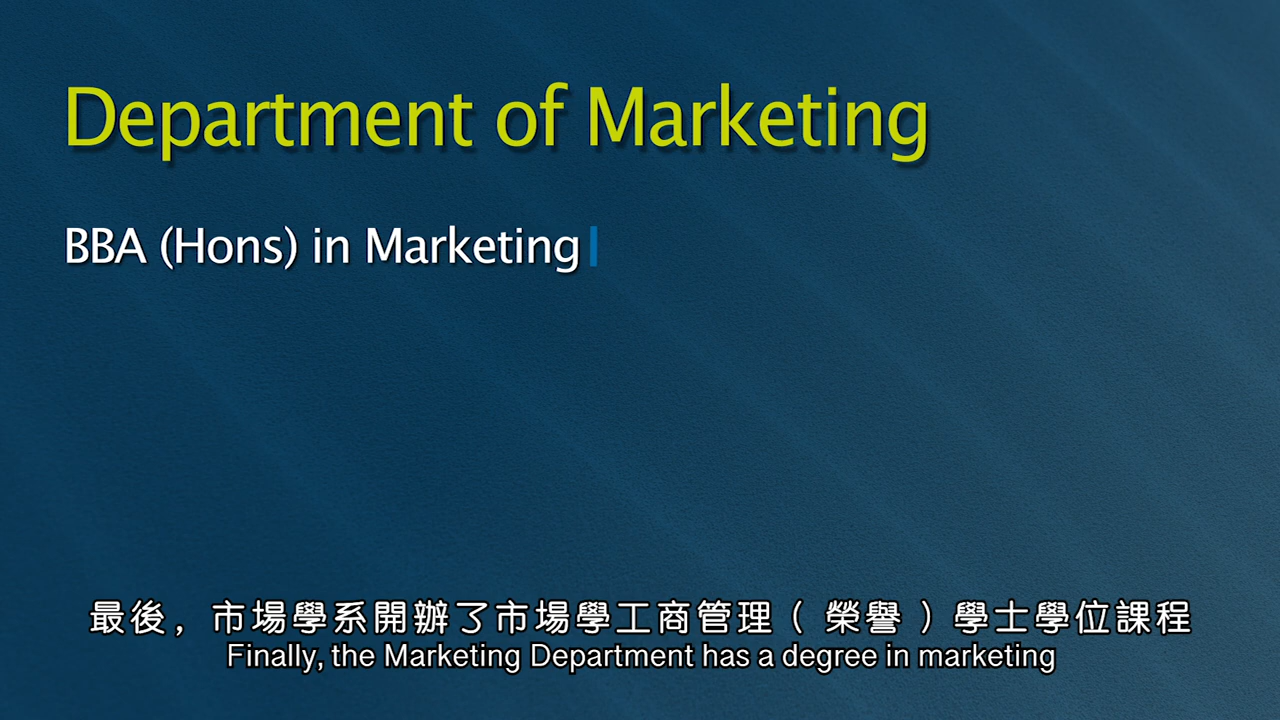 Department of Marketing
BBA (Hons) in Marketing
最後，市場學系開辦了市場學工商管理（榮譽）學士學位課程
Finally, the Marketing Department has a degree in marketing